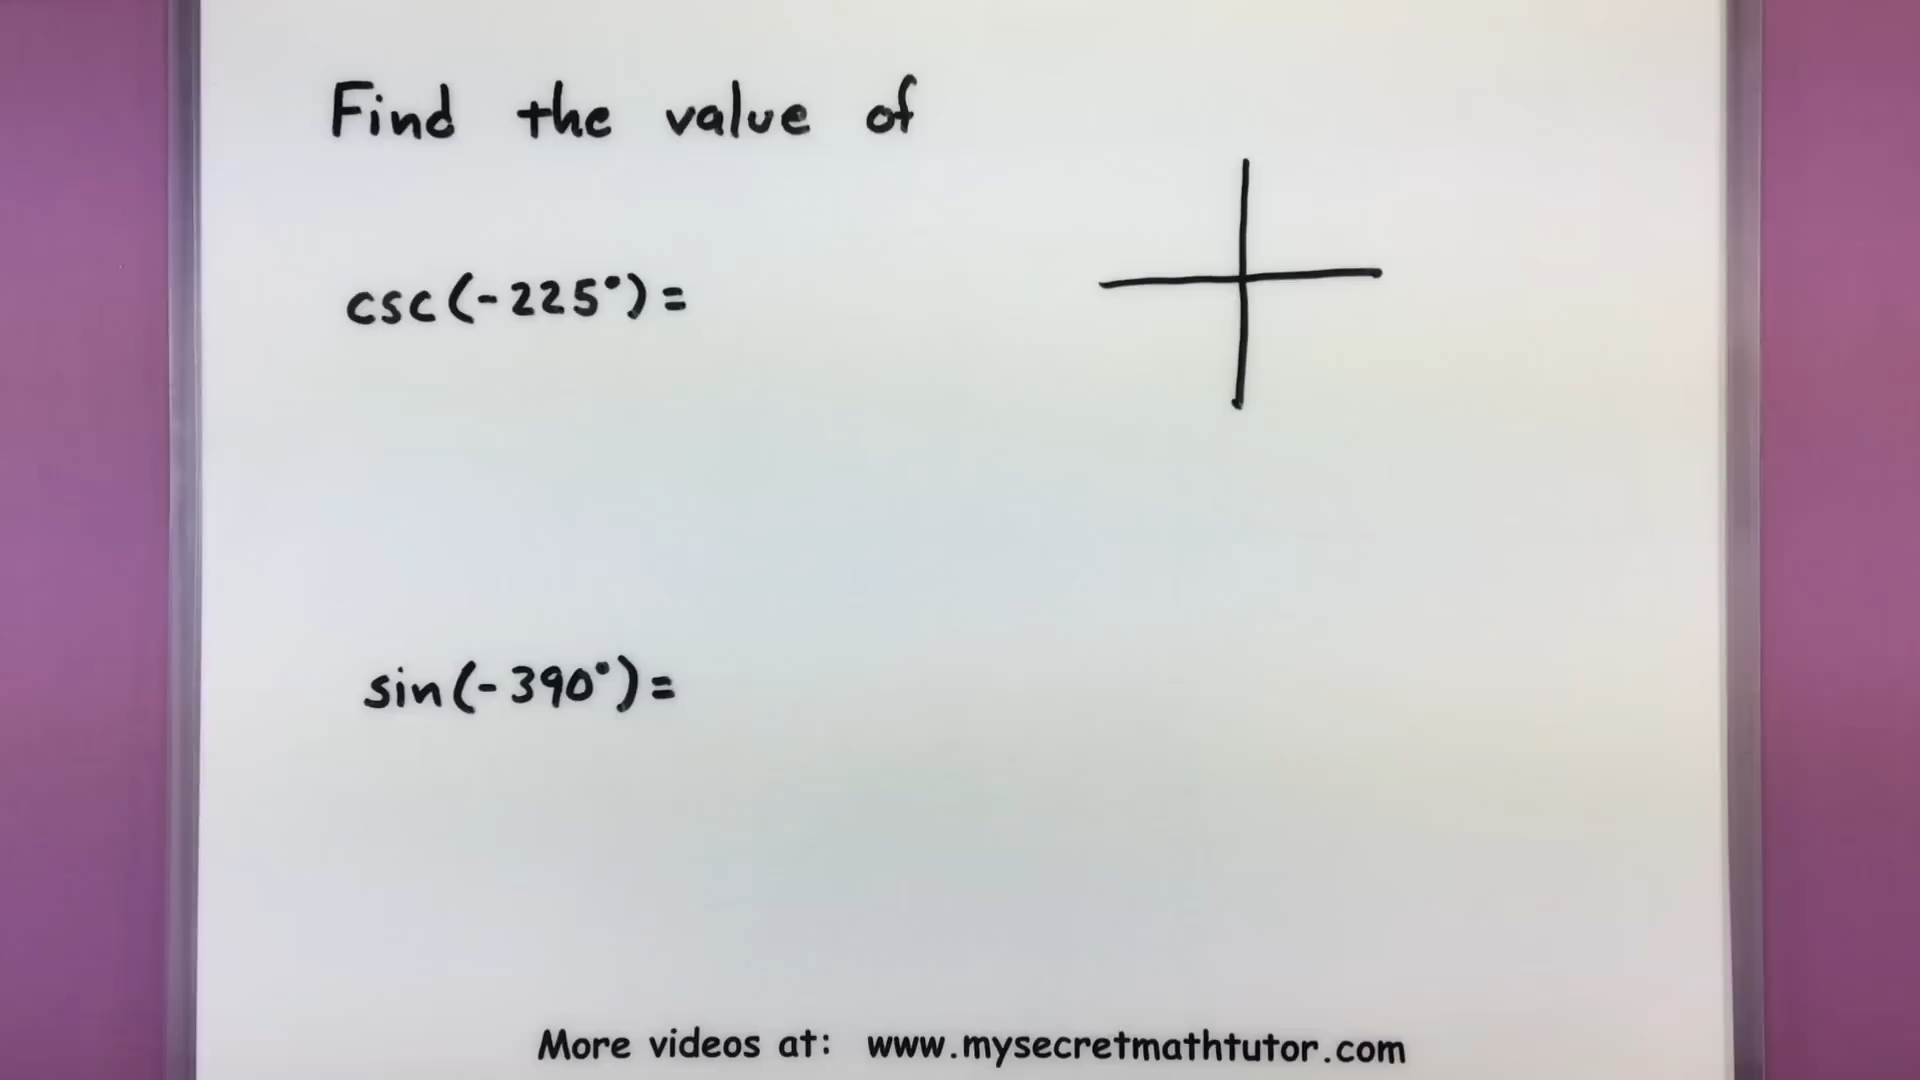 Find the value of
csc(-225°)=
sin(-390°)=
More videos at: www.mysecretmathtutor.com